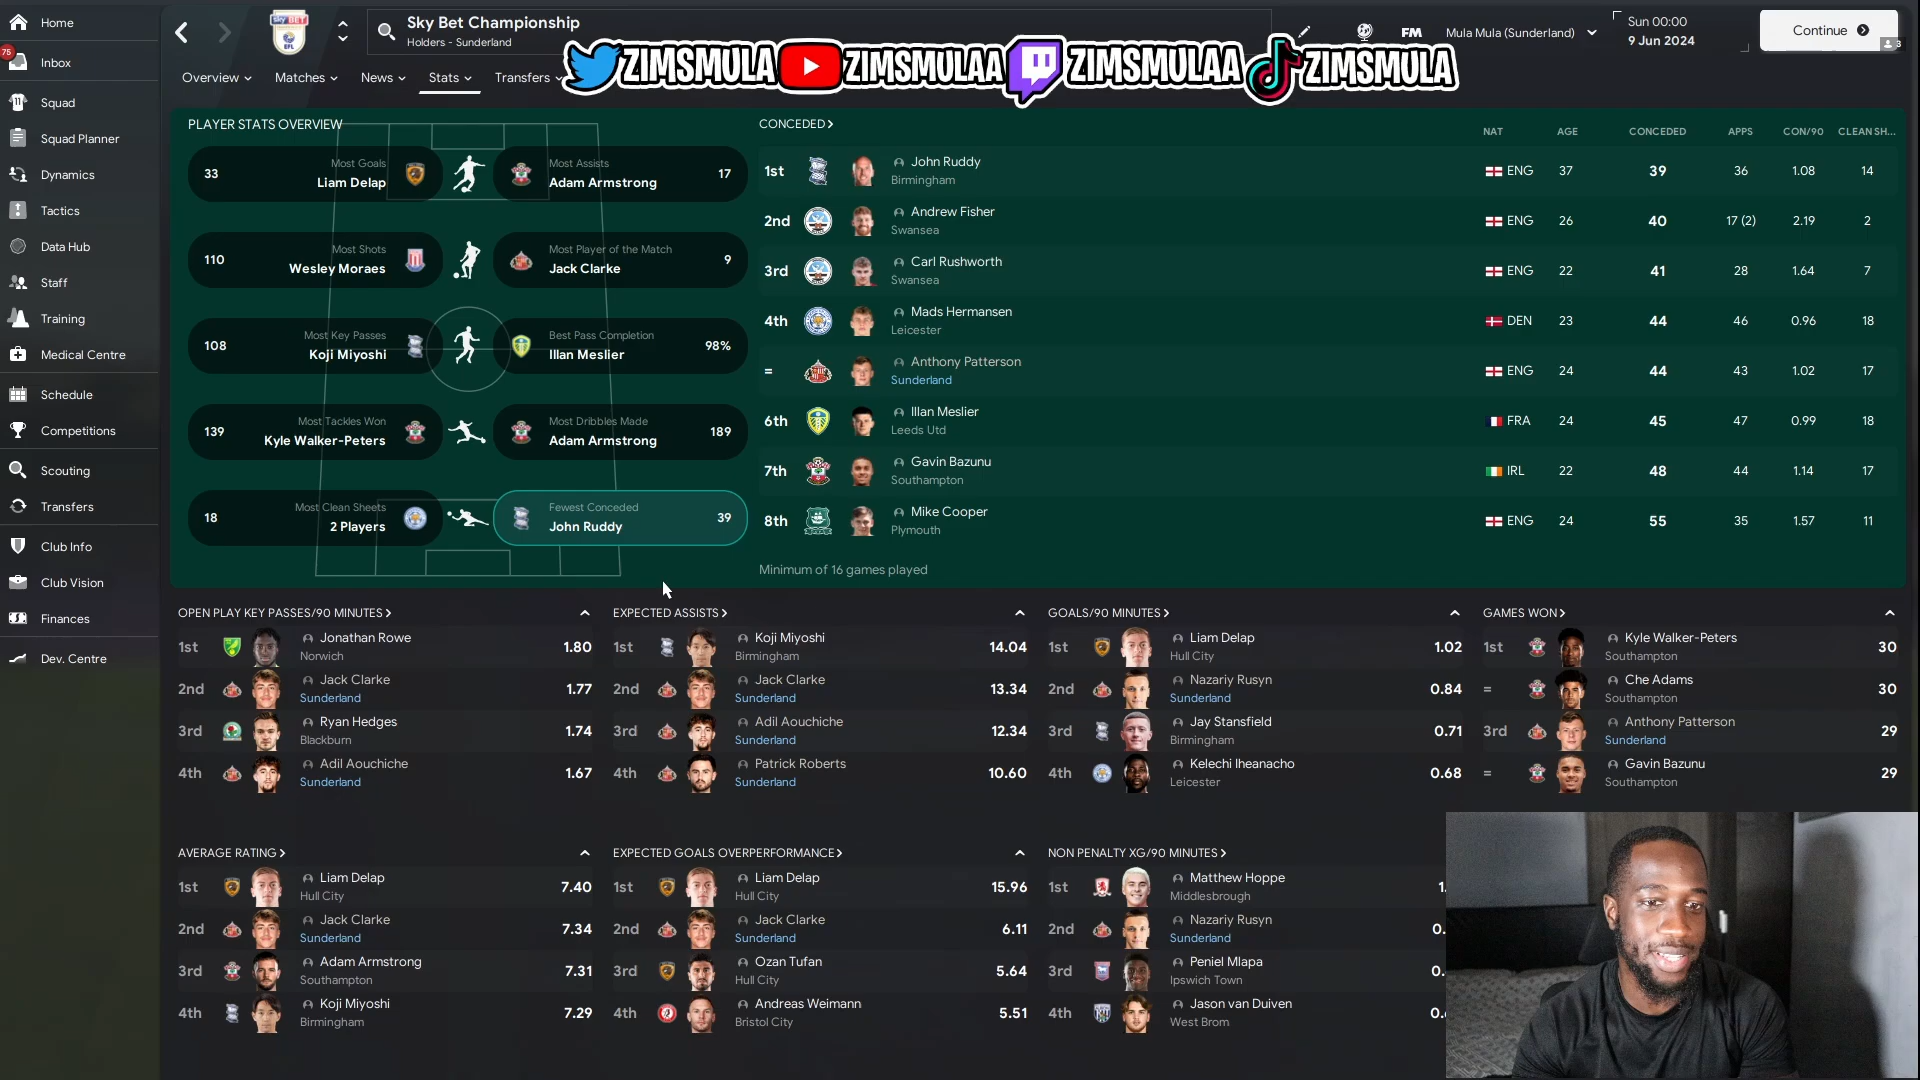 Home
75
Inbox
Squad
Squad Planner
Dynamics
Tactics
Data Hub
Staff
Training
Medical Centre
Schedule
Competitions
Scouting
Transfers
Club Info
Club Vision
Finances
Dev. Centre
sky BET
EFL
Sky Bet Championship
Holders - Sunderland
FM
Mula Mula (Sunderland)
Sun 00:00
9 Jun 2024
Continue
3
Overview
Matches
News
Stats
Transfers
ZIMSMULA
ZIMSMULAA
ZIMSMULAA
ZIMSMULA
PLAYER STATS OVERVIEW
33 Most Goals
Liam Delap
Most Assists
Adam Armstrong 17
110 Most Shots
Wesley Moraes
Most Player of the Match
Jack Clarke 9
108 Most Key Passes
Koji Miyoshi
Best Pass Completion
Illan Meslier 98%
139 Most Tackles Won
Kyle Walker-Peters
Most Dribbles Made
Adam Armstrong 189
18 Most Clean Sheets
2 Players
Fewest Conceded
John Ruddy 39
CONCEDED NAT AGE CONCEDED APPS CON/90 CLEAN SH...
1st John Ruddy ENG 37 39 36 1.08 14
Birmingham
2nd Andrew Fisher ENG 26 40 17 (2) 2.19 2
Swansea
3rd Carl Rushworth ENG 22 41 28 1.64 7
Swansea
4th Mads Hermansen DEN 23 44 46 0.96 18
Leicester
= Anthony Patterson ENG 24 44 43 1.02 17
Sunderland
6th Illan Meslier FRA 24 45 47 0.99 18
Leeds Utd
7th Gavin Bazunu IRL 22 48 44 1.14 17
Southampton
8th Mike Cooper ENG 24 55 35 1.57 11
Plymouth
Minimum of 16 games played
OPEN PLAY KEY PASSES/90 MINUTES
1st Jonathan Rowe 1.80
Norwich
2nd Jack Clarke 1.77
Sunderland
3rd Ryan Hedges 1.74
Blackburn
4th Adil Aouchiche 1.67
Sunderland
EXPECTED ASSISTS
1st Koji Miyoshi 14.04
Birmingham
2nd Jack Clarke 13.34
Sunderland
3rd Adil Aouchiche 12.34
Sunderland
4th Patrick Roberts 10.60
Sunderland
GOALS/90 MINUTES
1st Liam Delap 1.02
Hull City
2nd Nazariy Rusyn 0.84
Sunderland
3rd Jay Stansfield 0.71
Birmingham
4th Kelechi Iheanacho 0.68
Leicester
GAMES WON
1st Kyle Walker-Peters 30
Southampton
= Che Adams 30
Southampton
3rd Anthony Patterson 29
Sunderland
= Gavin Bazunu 29
Southampton
AVERAGE RATING
1st Liam Delap 7.40
Hull City
2nd Jack Clarke 7.34
Sunderland
3rd Adam Armstrong 7.31
Southampton
4th Koji Miyoshi 7.29
Birmingham
EXPECTED GOALS OVERPERFORMANCE
1st Liam Delap 15.96
Hull City
2nd Jack Clarke 6.11
Sunderland
3rd Ozan Tufan 5.64
Hull City
4th Andreas Weimann 5.51
Bristol City
NON PENALTY XG/90 MINUTES
1st Matthew Hoppe 1.
Middlesbrough
2nd Nazariy Rusyn 0.
Sunderland
3rd Peniel Mlapa 0.
Ipswich Town
4th Jason van Duiven 0.
West Brom